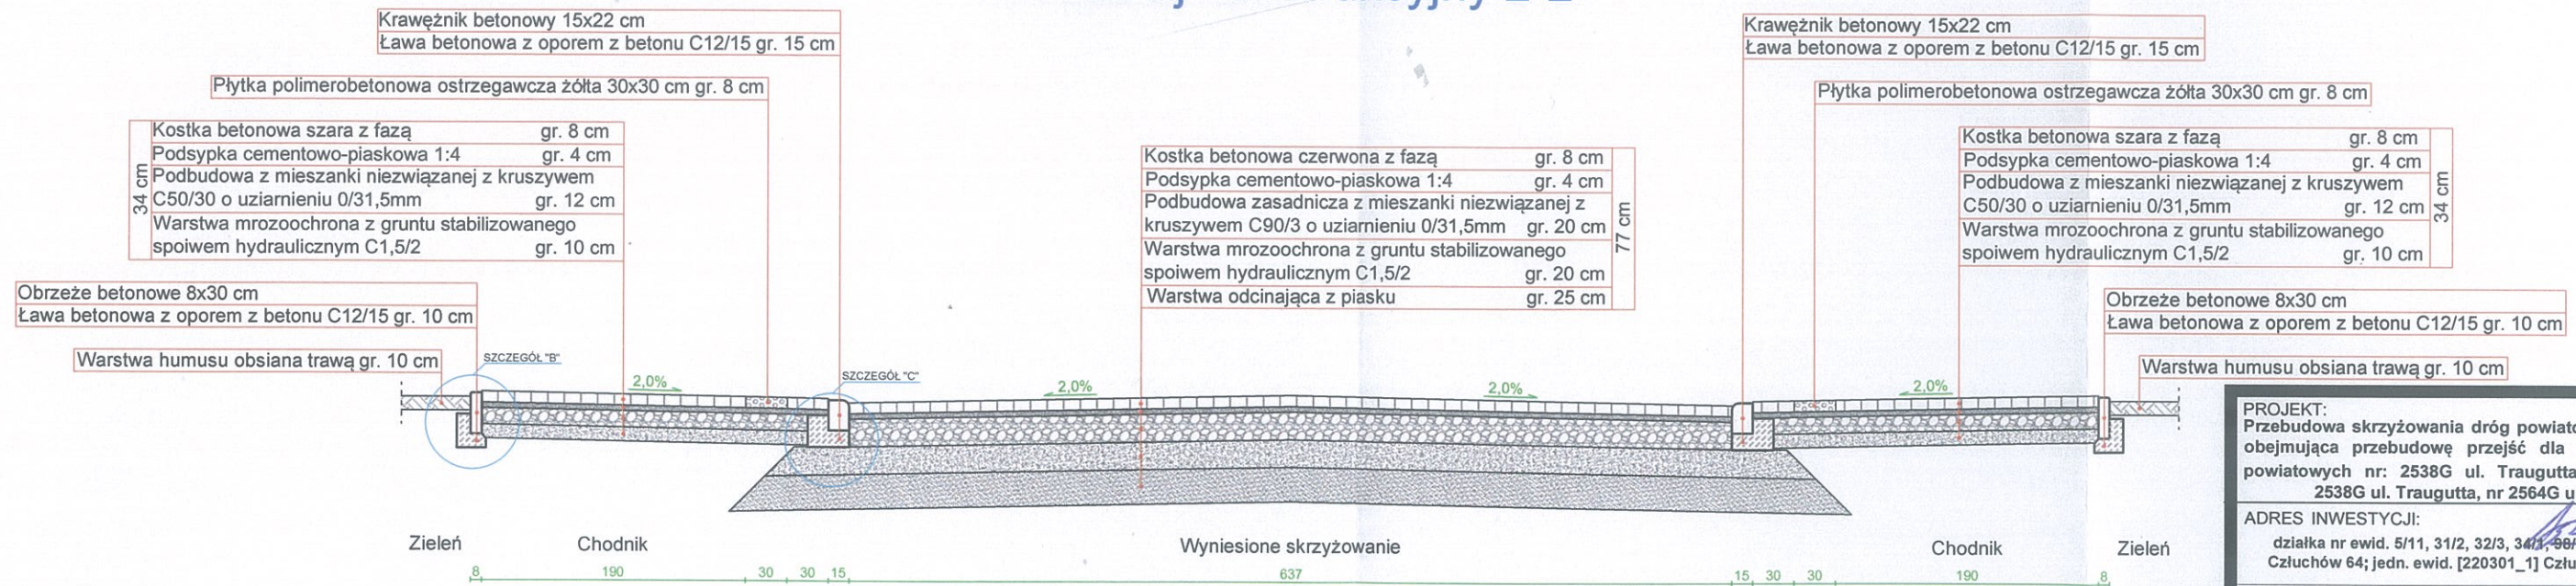 Krawężnik betonowy 15x22 cm
Ława betonowa z oporem z betonu C12/15 gr. 15 cm
Płytka polimerobetonowa ostrzegawcza żółta 30x30 cm gr. 8 cm
34 cm
Kostka betonowa szara z fazą gr. 8 cm
Podsypka cementowo-piaskowa 1:4 gr. 4 cm
Podbudowa z mieszanki niezwiązanej z kruszywem
C50/30 o uziarnieniu 0/31,5mm gr. 12 cm
Warstwa mrozoochrona z gruntu stabilizowanego
spoiwem hydraulicznym C1,5/2 gr. 10 cm
Obrzeże betonowe 8x30 cm
Ława betonowa z oporem z betonu C12/15 gr. 10 cm
Warstwa humusu obsiana trawą gr. 10 cm
SZCZEGÓŁ "B"
SZCZEGÓŁ "C"
Kostka betonowa czerwona z fazą gr. 8 cm
Podsypka cementowo-piaskowa 1:4 gr. 4 cm
Podbudowa zasadnicza z mieszanki niezwiązanej z
kruszywem C90/3 o uziarnieniu 0/31,5mm gr. 20 cm
Warstwa mrozoochrona z gruntu stabilizowanego
spoiwem hydraulicznym C1,5/2 gr. 20 cm
Warstwa odcinająca z piasku gr. 25 cm
77 cm
Krawężnik betonowy 15x22 cm
Ława betonowa z oporem z betonu C12/15 gr. 15 cm
Płytka polimerobetonowa ostrzegawcza żółta 30x30 cm gr. 8 cm
Kostka betonowa szara z fazą gr. 8 cm
Podsypka cementowo-piaskowa 1:4 gr. 4 cm
Podbudowa z mieszanki niezwiązanej z kruszywem
C50/30 o uziarnieniu 0/31,5mm gr. 12 cm
Warstwa mrozoochrona z gruntu stabilizowanego
spoiwem hydraulicznym C1,5/2 gr. 10 cm
34 cm
Obrzeże betonowe 8x30 cm
Ława betonowa z oporem z betonu C12/15 gr. 10 cm
Warstwa humusu obsiana trawą gr. 10 cm
2,0% 2,0% 2,0% 2,0%
Zieleń Chodnik Wyniesione skrzyżowanie Chodnik Zieleń
8 190 30 30 15 637 15 30 30 190 8
PROJEKT:
Przebudowa skrzyżowania dróg
obejmująca przebudowę przejść dla
powiatowych nr: 2538G ul. Traugutta
2538G ul. Traugutta, nr 2564G
ADRES INWESTYCJI:
działka nr ewid. 5/11, 31/2, 32/3,
Człuchów 64; jedn. ewid. [220301_1]